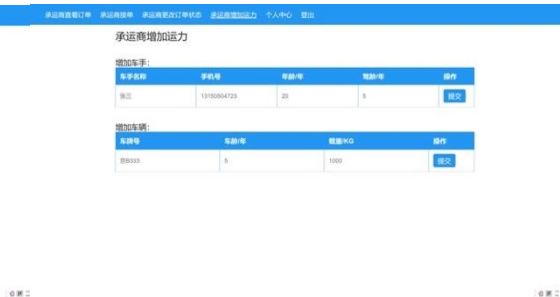 承运商查看订单 承运商接单 承运商更改订单状态 承运商增加运力 个人中心 登出
承运商增加运力
增加车手:
车手名称 手机号 年龄/年 驾龄/年 操作
张三 13150504723 20 5 提交
增加车辆:
车牌号 车龄/年 载重/KG 操作
京B333 5 1000 提交